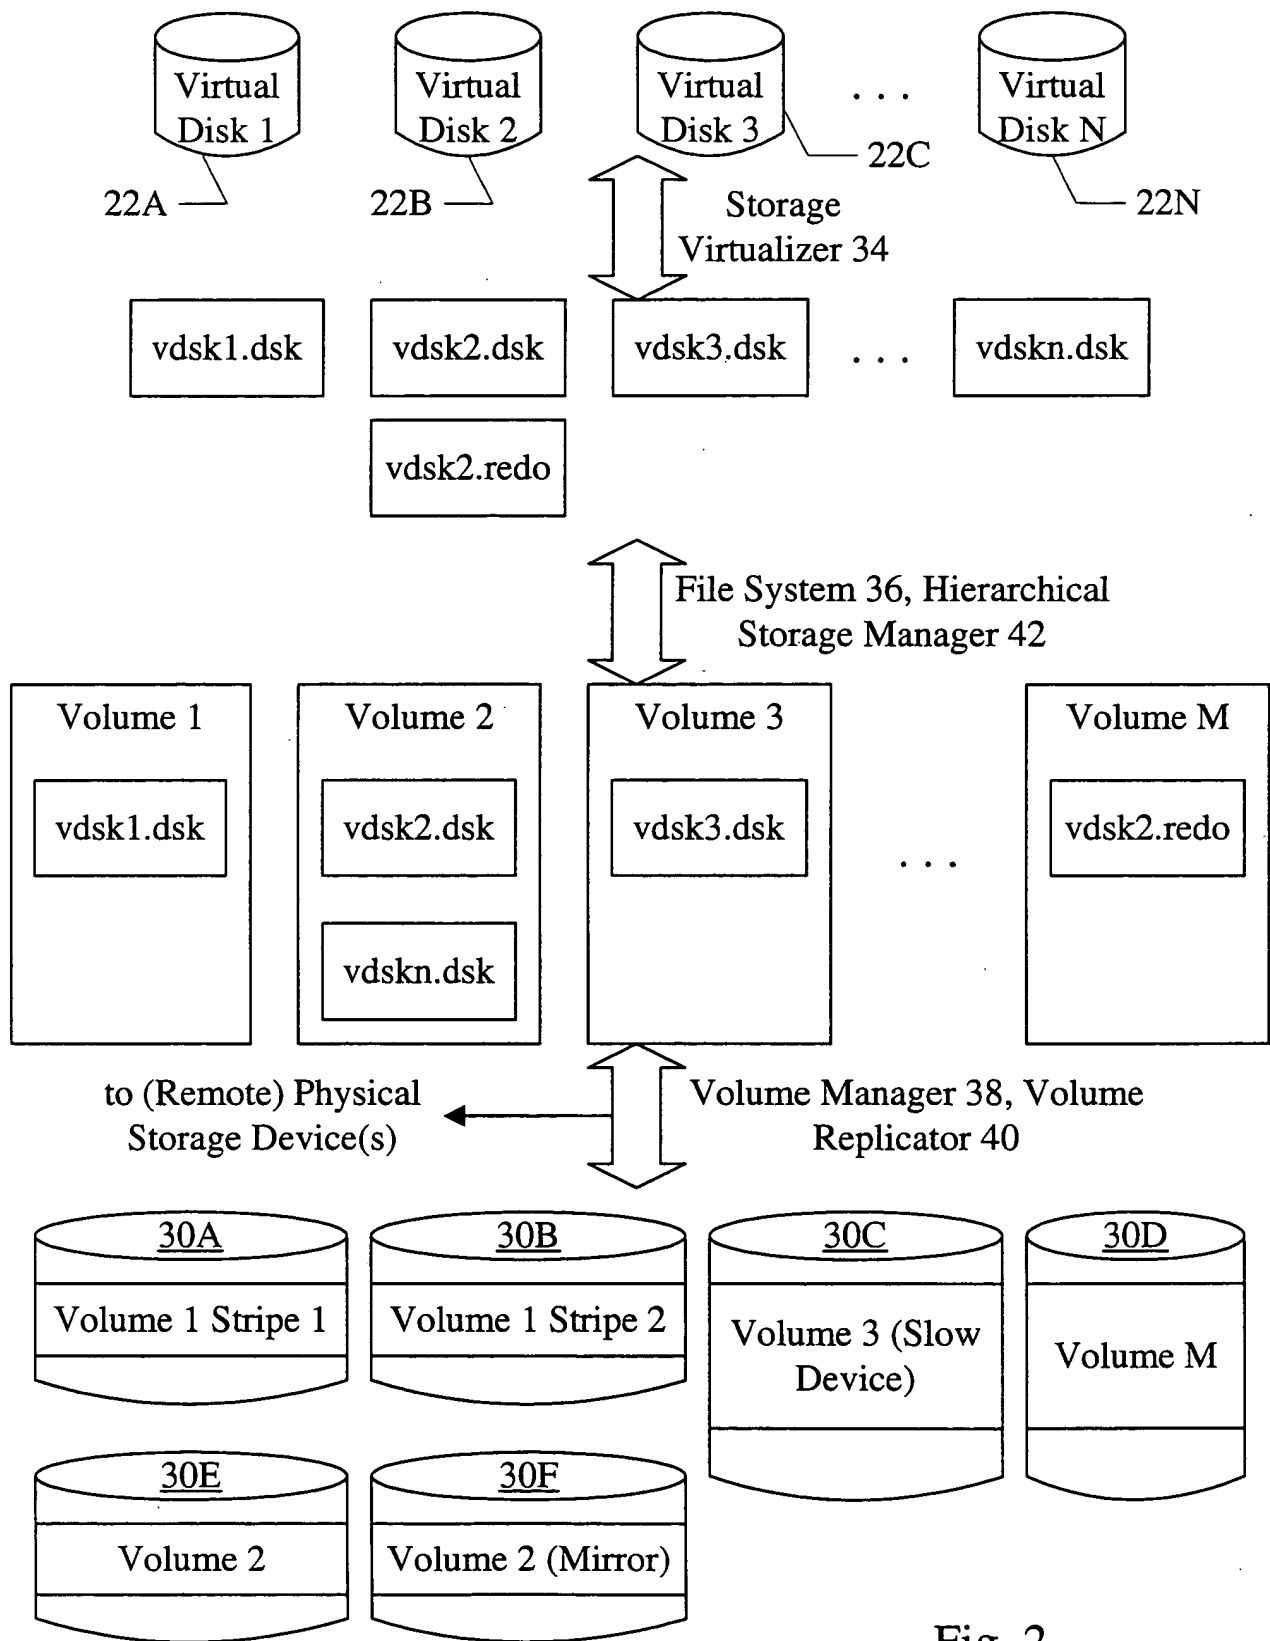 Virtual Disk 1
Virtual Disk 2
Virtual Disk 3
. . .
Virtual Disk N
22A
22B
22C
22N
Storage
Virtualizer 34
vdsk1.dsk
vdsk2.dsk
vdsk3.dsk
. . .
vdskn.dsk
vdsk2.redo
File System 36, Hierarchical
Storage Manager 42
Volume 1
Volume 2
Volume 3
Volume M
vdsk1.dsk
vdsk2.dsk
vdsk3.dsk
. . .
vdsk2.redo
vdskn.dsk
to (Remote) Physical
Storage Device(s)
Volume Manager 38, Volume
Replicator 40
30A
30B
30C
30D
Volume 1 Stripe 1
Volume 1 Stripe 2
Volume 3 (Slow
Device)
Volume M
30E
30F
Volume 2
Volume 2 (Mirror)
Fig. 2